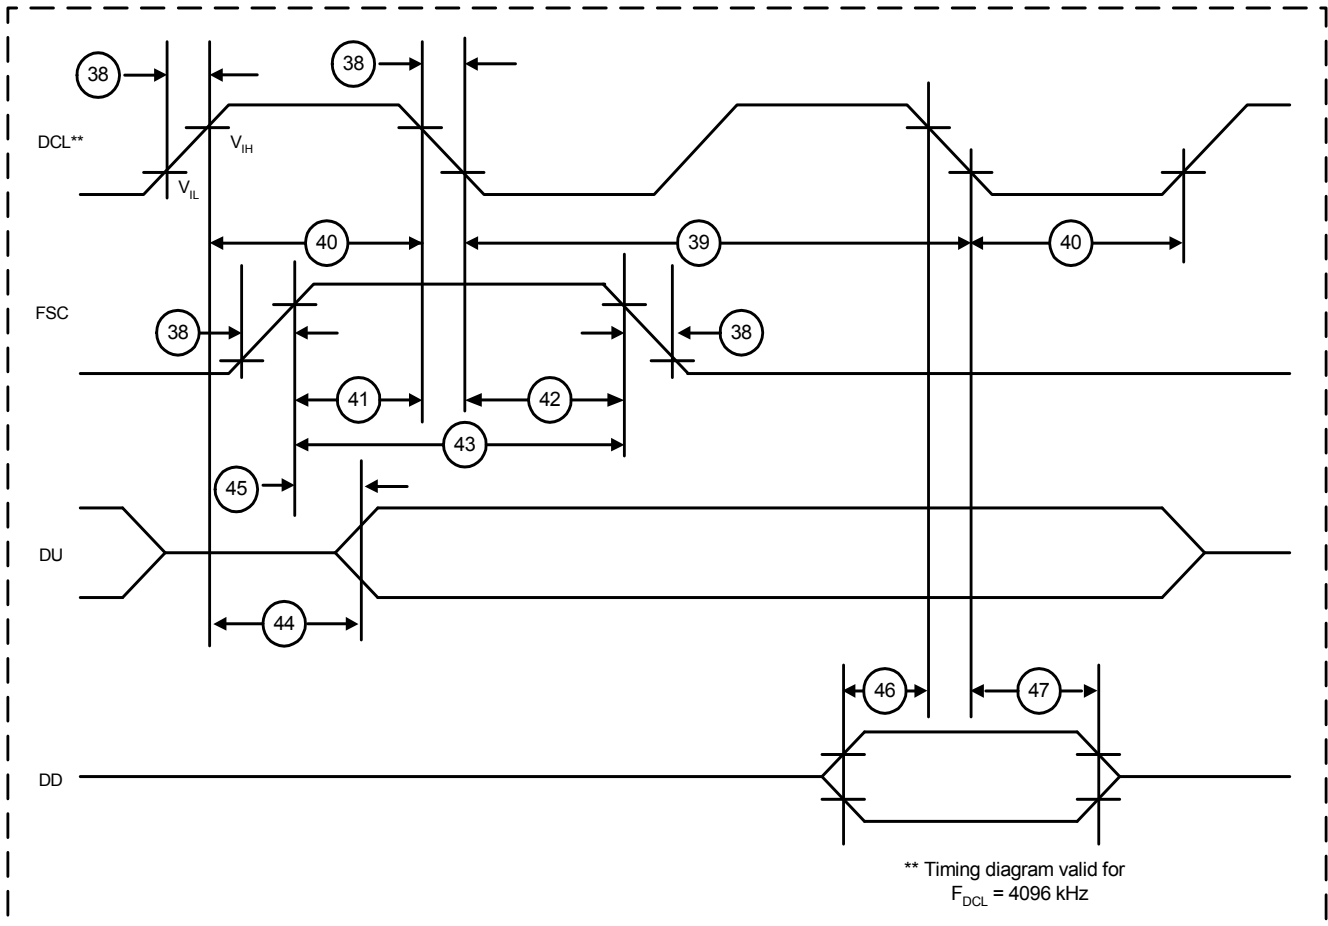 38
38
DCL**
V_IH
V_IL
40
39
40
FSC
38
38
41
42
43
45
DU
44
46
47
DD
** Timing diagram valid for
F_DCL = 4096 kHz